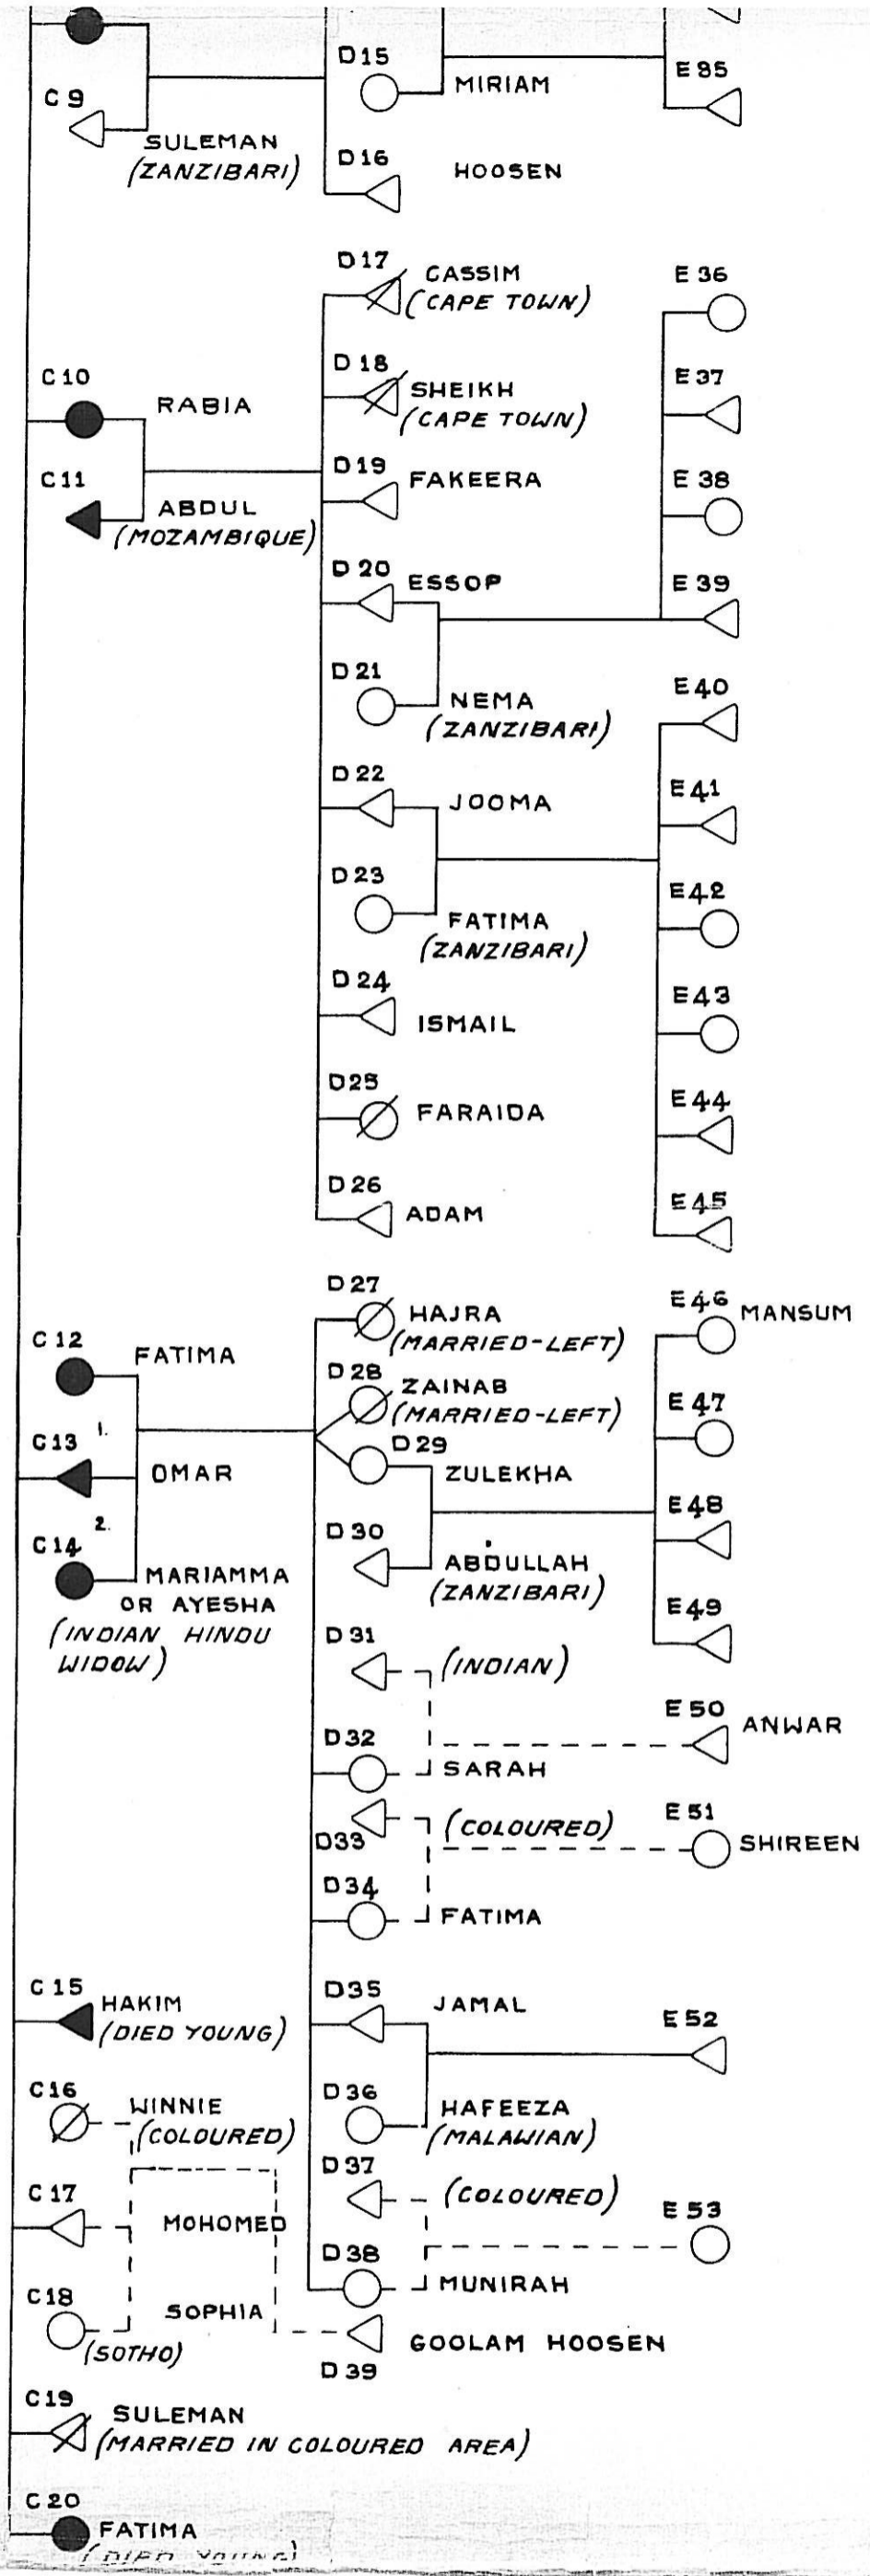 D15
E85
MIRIAM
C9
SULEMAN
(ZANZIBARI)
D16
HOOSEN
D17
CASSIM
(CAPE TOWN)
E36
D18
SHEIKH
(CAPE TOWN)
E37
C10
RABIA
D19
FAKEERA
E38
C11
ABDUL
(MOZAMBIQUE)
D20
ESSOP
E39
D21
NEMA
(ZANZIBARI)
E40
D22
JOOMA
E41
D23
FATIMA
(ZANZIBARI)
E42
D24
ISMAIL
E43
D25
FARAIDA
E44
D26
ADAM
E45
D27
HAJRA
(MARRIED-LEFT)
E46
MANSUM
C12
FATIMA
D28
ZAINAB
(MARRIED-LEFT)
E47
C13
1.
OMAR
D29
ZULEKHA
E48
C14
2.
MARIAMMA
OR AYESHA
(INDIAN HINDU
WIDOW)
D30
ABDULLAH
(ZANZIBARI)
E49
D31
(INDIAN)
E50
ANWAR
D32
SARAH
D33
(COLOURED)
E51
SHIREEN
D34
FATIMA
C15
HAKIM
(DIED YOUNG)
D35
JAMAL
E52
C16
WINNIE
(COLOURED)
D36
HAFEEZA
(MALAWIAN)
C17
MOHOMED
D37
(COLOURED)
E53
D38
MUNIRAH
C18
SOPHIA
(SOTHO)
GOOLAM HOOSEN
D39
C19
SULEMAN
(MARRIED IN COLOURED AREA)
C20
FATIMA
(DIED YOUNG)